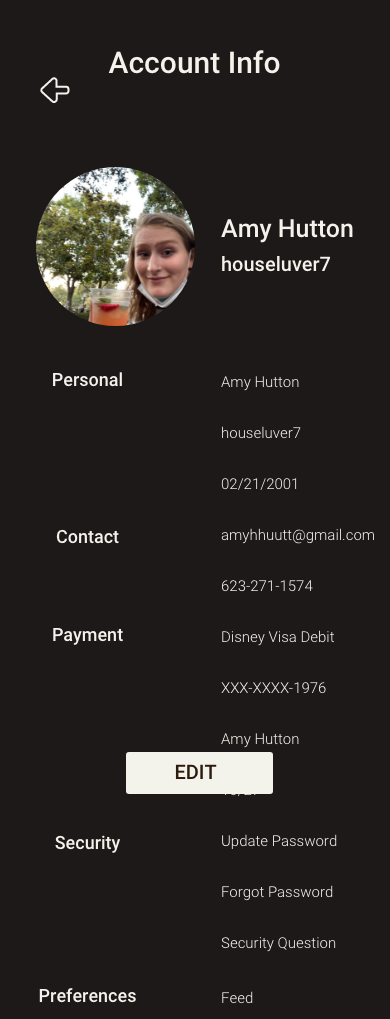 Account Info
Amy Hutton
houseluver7
Personal
Amy Hutton
houseluver7
02/21/2001
Contact
amyhhuutt@gmail.com
623-271-1574
Payment
Disney Visa Debit
XXX-XXXX-1976
Amy Hutton
EDIT
Security
Update Password
Forgot Password
Security Question
Preferences
Feed